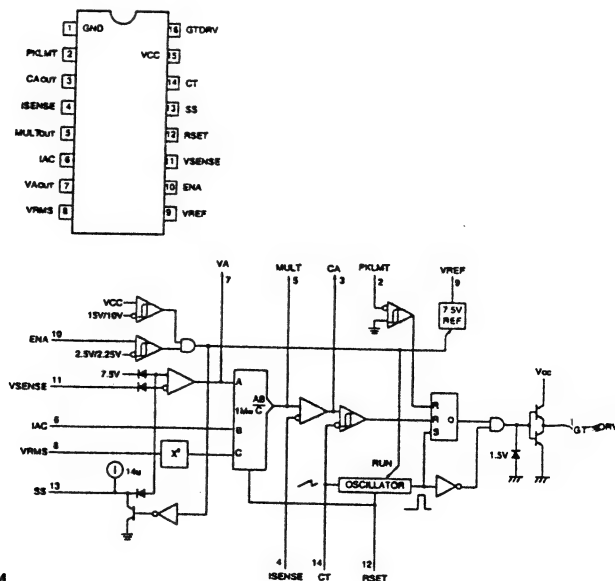 1 GND GTDRV 16
PKLMT 2 VCC 15
CAOUT 3 14 CT
ISENSE 4 13 SS
MULTOUT 5 12 RSET
IAC 6 11 VSENSE
VAOUT 7 10 ENA
VRMS 8 9 VREF
VA
7
MULT
5
CA
3
PKLMT
2
VREF
9
VCC
15V/10V
7.5V
REF
ENA 10
2.5V/2.25V
7.5V
VSENSE 11
A
AB
C
B
C
IAC 6
VRMS 8
X²
I
14u
SS 13
R
R
S
Vcc
GT DRV
1.5V
RUN
OSCILLATOR
4
ISENSE
14
CT
12
RSET